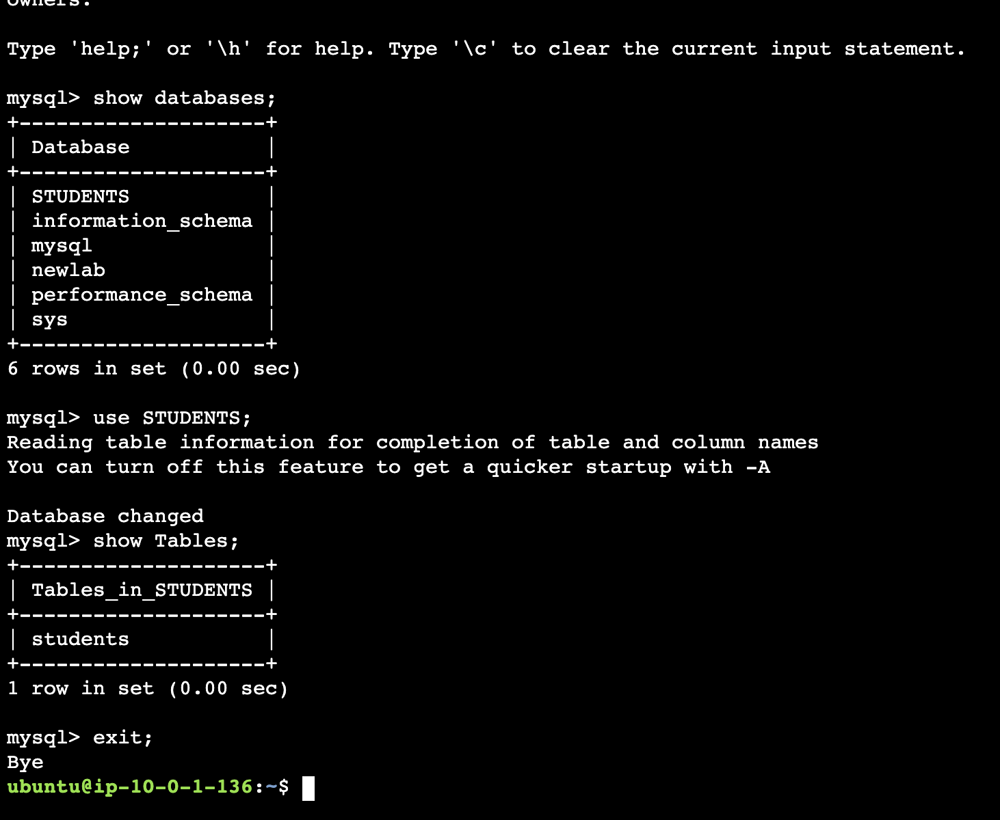 owners.
Type 'help;' or '\h' for help. Type '\c' to clear the current input statement.
mysql> show databases;
+--------------------+
| Database           |
+--------------------+
| STUDENTS           |
| information_schema |
| mysql              |
| newlab             |
| performance_schema |
| sys                |
+--------------------+
6 rows in set (0.00 sec)
mysql> use STUDENTS;
Reading table information for completion of table and column names
You can turn off this feature to get a quicker startup with -A
Database changed
mysql> show Tables;
+--------------------+
| Tables_in_STUDENTS |
+--------------------+
| students           |
+--------------------+
1 row in set (0.00 sec)
mysql> exit;
Bye
ubuntu@ip-10-0-1-136:~$